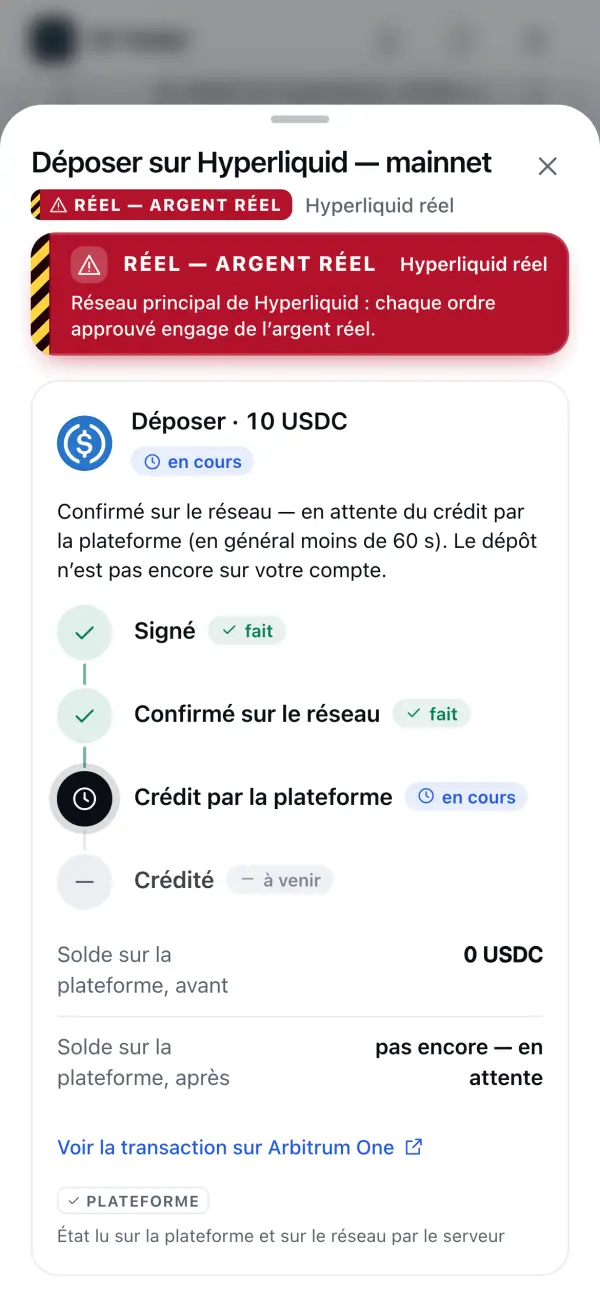 Déposer sur Hyperliquid — mainnet
RÉEL — ARGENT RÉEL Hyperliquid réel
RÉEL — ARGENT RÉEL Hyperliquid réel
Réseau principal de Hyperliquid : chaque ordre
approuvé engage de l’argent réel.
Déposer · 10 USDC
en cours
Confirmé sur le réseau — en attente du crédit par
la plateforme (en général moins de 60 s). Le dépôt
n’est pas encore sur votre compte.
Signé fait
Confirmé sur le réseau fait
Crédit par la plateforme en cours
Crédité — à venir
Solde sur la 0 USDC
plateforme, avant
Solde sur la pas encore — en
plateforme, après attente
Voir la transaction sur Arbitrum One
PLATEFORME
État lu sur la plateforme et sur le réseau par le serveur